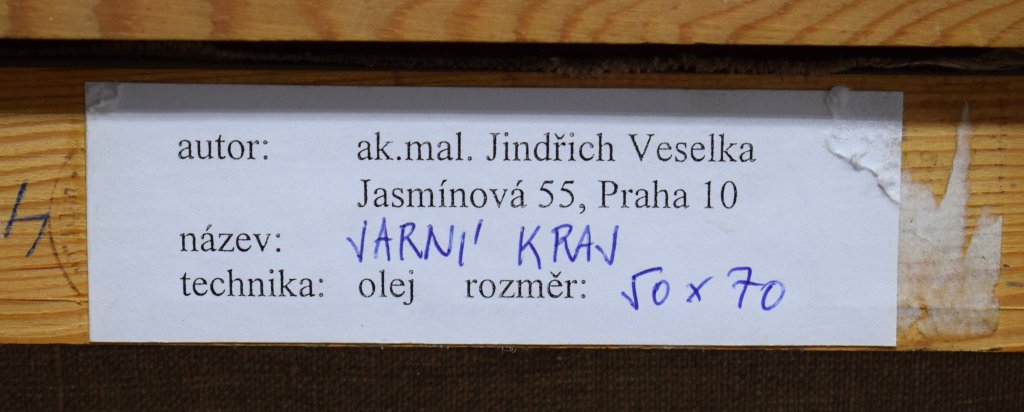 autor: ak.mal. Jindřich Veselka
Jasmínová 55, Praha 10
název: JARNÍ KRAJ
technika: olej rozměr: 50 x 70